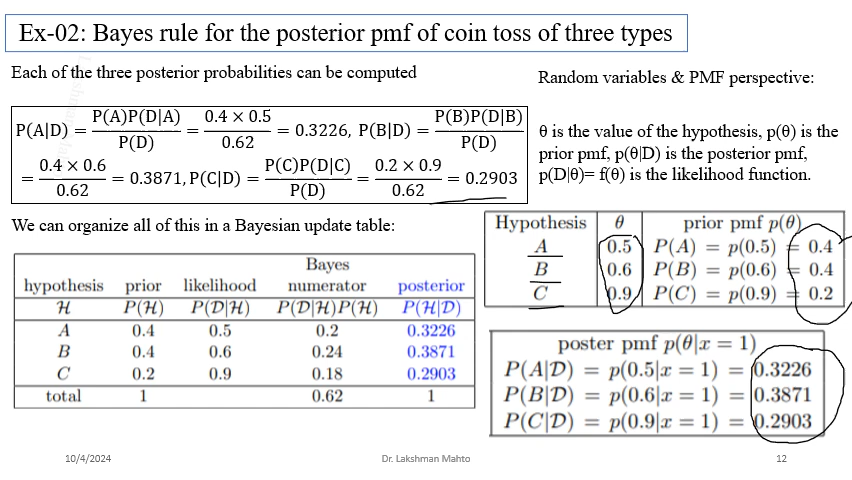 Ex-02: Bayes rule for the posterior pmf of coin toss of three types
Each of the three posterior probabilities can be computed
P(A|D) = P(A)P(D|A)/P(D) = 0.4 × 0.5/0.62 = 0.3226, P(B|D) = P(B)P(D|B)/P(D)
= 0.4 × 0.6/0.62 = 0.3871, P(C|D) = P(C)P(D|C)/P(D) = 0.2 × 0.9/0.62 = 0.2903
We can organize all of this in a Bayesian update table:
Bayes
hypothesis prior likelihood numerator posterior
H P(H) P(D|H) P(D|H)P(H) P(H|D)
A 0.4 0.5 0.2 0.3226
B 0.4 0.6 0.24 0.3871
C 0.2 0.9 0.18 0.2903
total 1 0.62 1
Random variables & PMF perspective:
θ is the value of the hypothesis, p(θ) is the
prior pmf, p(θ|D) is the posterior pmf,
p(D|θ)= f(θ) is the likelihood function.
Hypothesis θ prior pmf p(θ)
A 0.5 P(A) = p(0.5) = 0.4
B 0.6 P(B) = p(0.6) = 0.4
C 0.9 P(C) = p(0.9) = 0.2
poster pmf p(θ|x = 1)
P(A|D) = p(0.5|x = 1) = 0.3226
P(B|D) = p(0.6|x = 1) = 0.3871
P(C|D) = p(0.9|x = 1) = 0.2903
10/4/2024
Dr. Lakshman Mahto
12